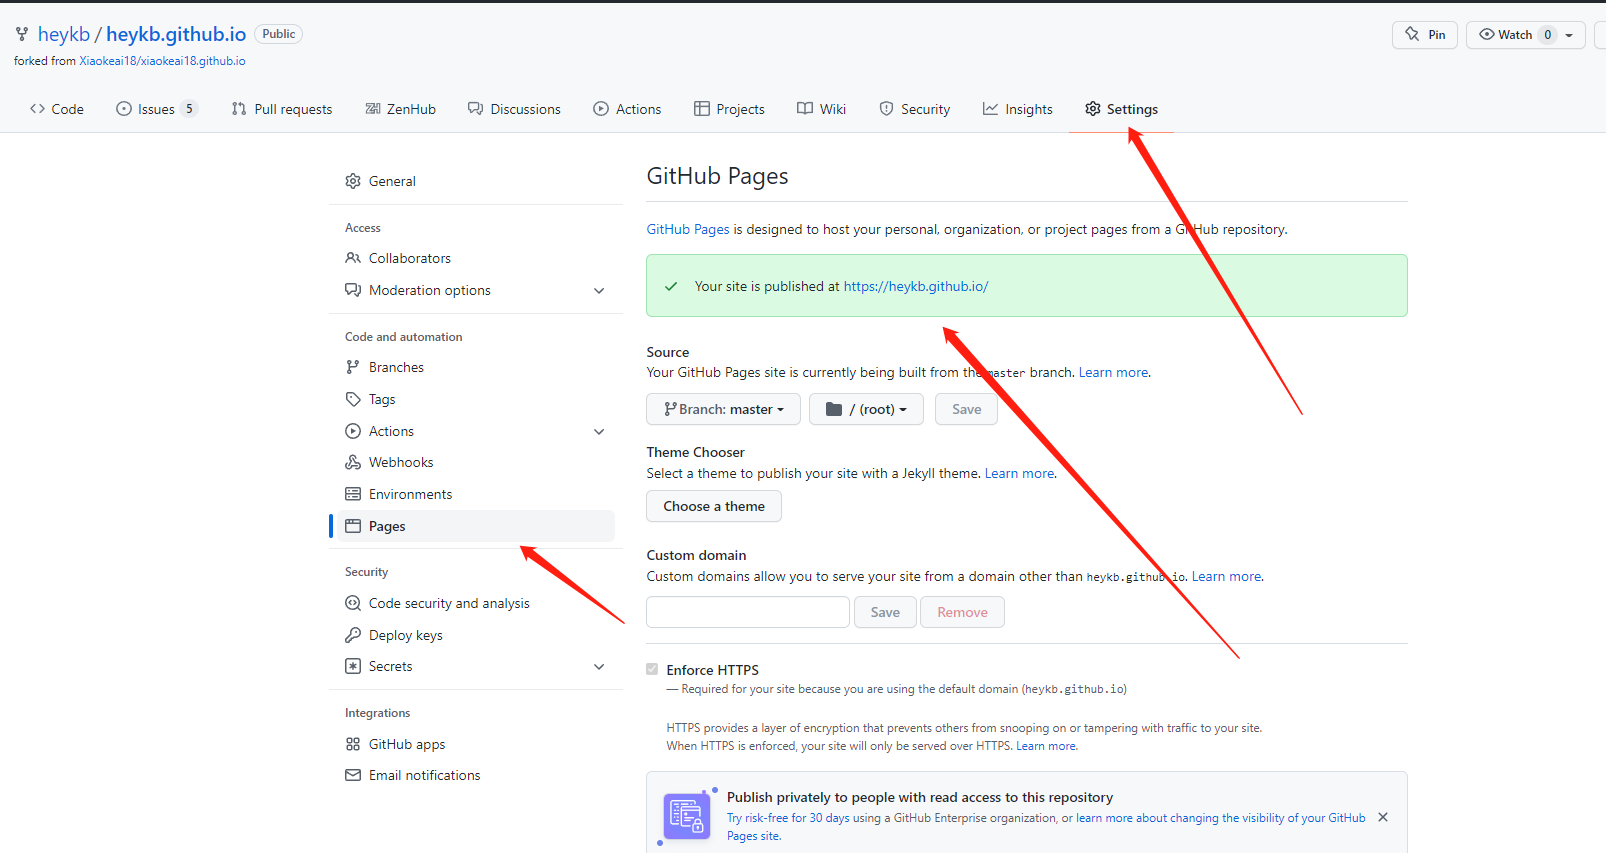 heykb / heykb.github.io Public
Pin
Watch 0
forked from Xiaokeai18/xiaokeai18.github.io
Code
Issues 5
Pull requests
ZenHub
Discussions
Actions
Projects
Wiki
Security
Insights
Settings
General
Access
Collaborators
Moderation options
Code and automation
Branches
Tags
Actions
Webhooks
Environments
Pages
Security
Code security and analysis
Deploy keys
Secrets
Integrations
GitHub apps
Email notifications
GitHub Pages
GitHub Pages is designed to host your personal, organization, or project pages from a GitHub repository.
Your site is published at https://heykb.github.io/
Source
Your GitHub Pages site is currently being built from the master branch. Learn more.
Branch: master
/ (root)
Save
Theme Chooser
Select a theme to publish your site with a Jekyll theme. Learn more.
Choose a theme
Custom domain
Custom domains allow you to serve your site from a domain other than heykb.github.io. Learn more.
Save
Remove
Enforce HTTPS
— Required for your site because you are using the default domain (heykb.github.io)
HTTPS provides a layer of encryption that prevents others from snooping on or tampering with traffic to your site.
When HTTPS is enforced, your site will only be served over HTTPS. Learn more.
Publish privately to people with read access to this repository
Try risk-free for 30 days using a GitHub Enterprise organization, or learn more about changing the visibility of your GitHub
Pages site.